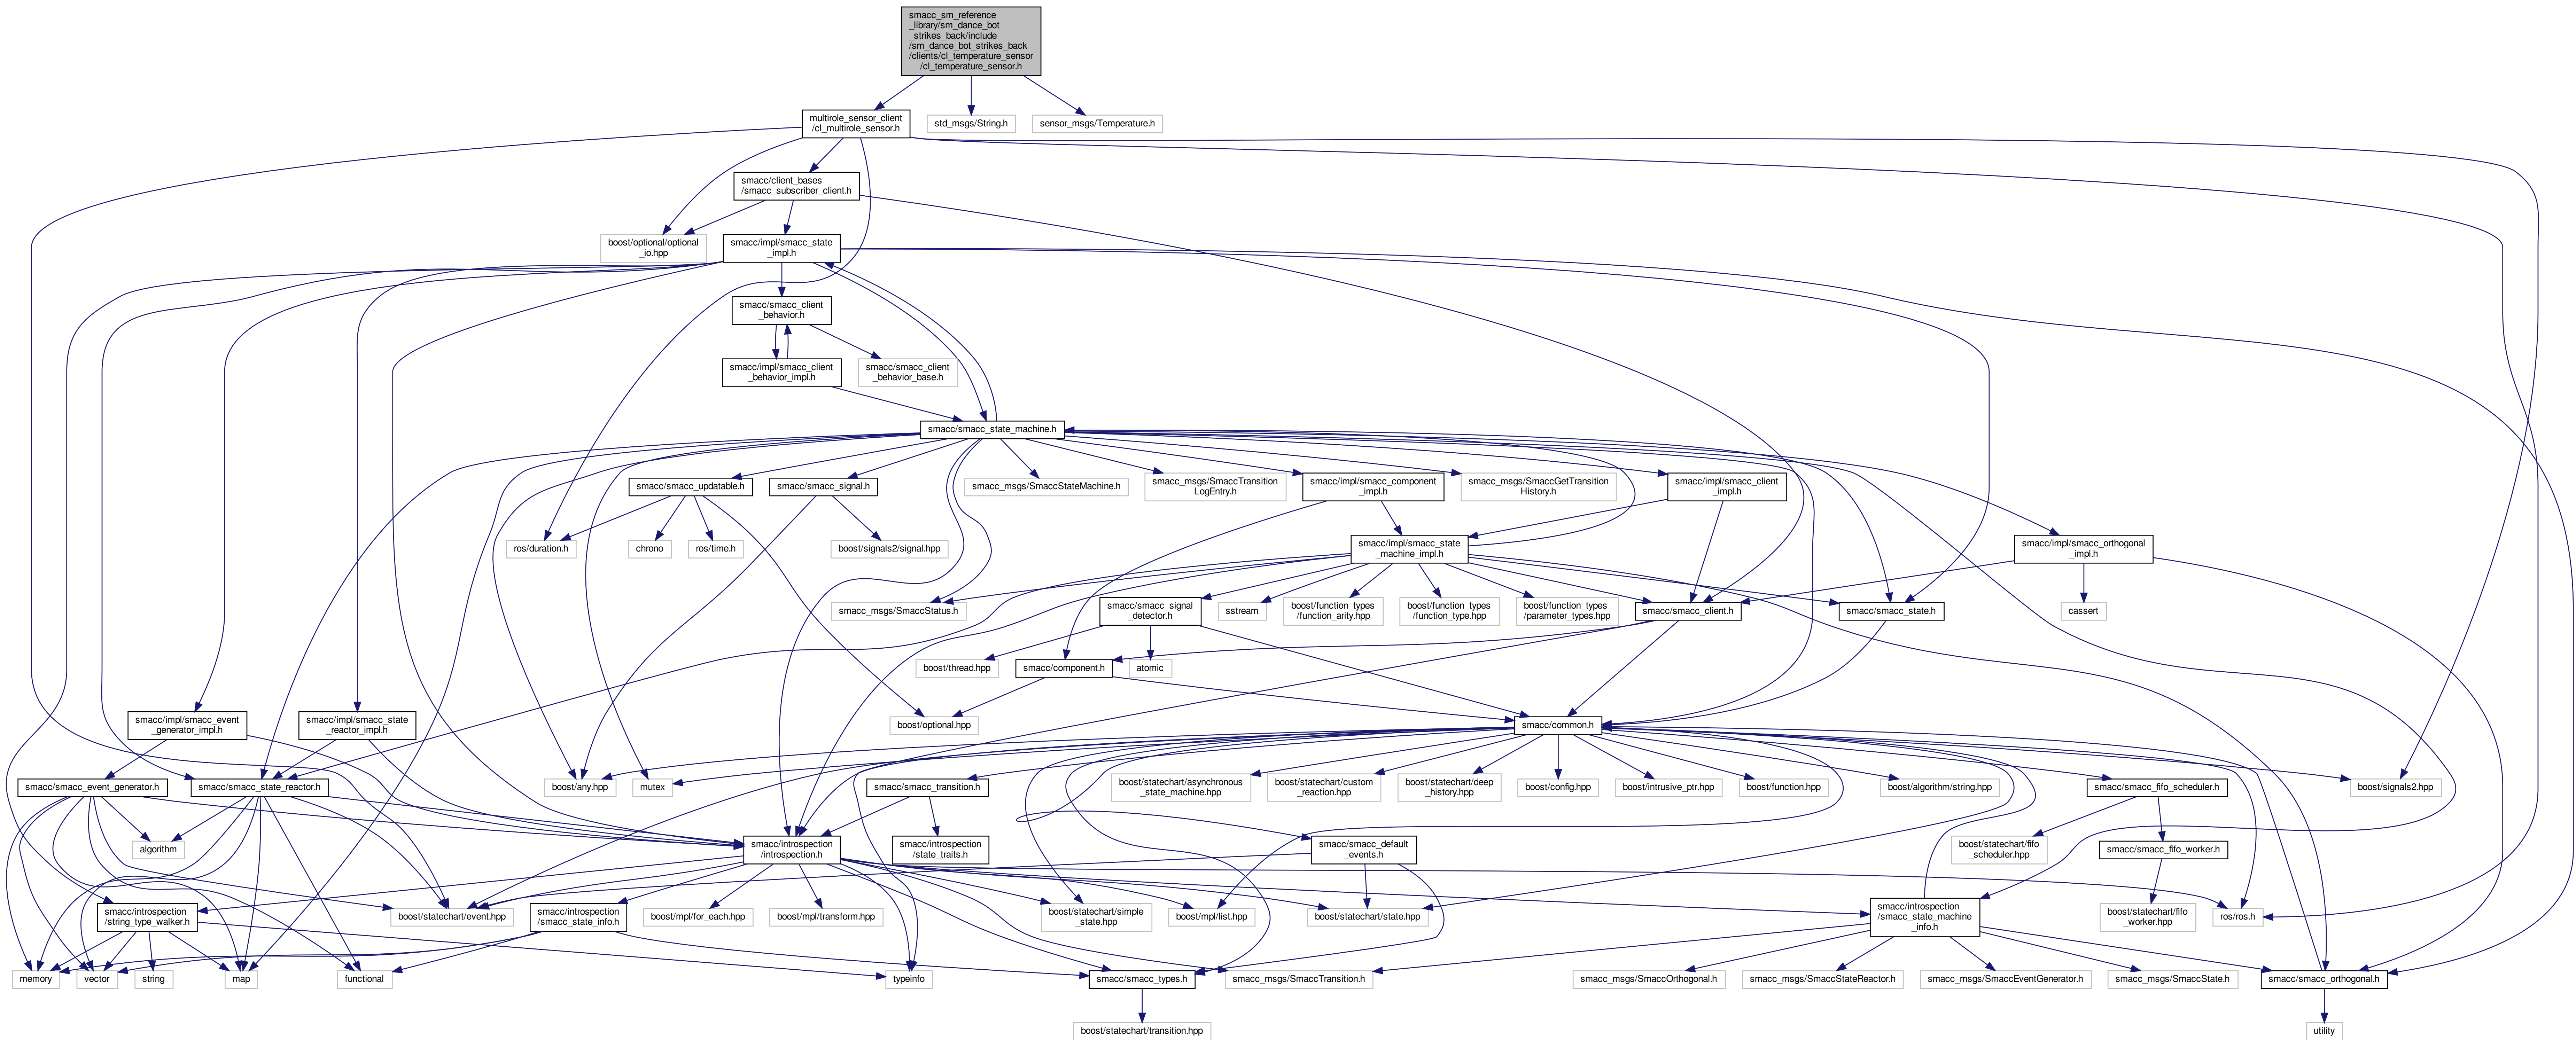 smacc_sm_reference
_library/sm_dance_bot
_strikes_back/include
/sm_dance_bot_strikes_back
/clients/cl_temperature_sensor
/cl_temperature_sensor.h
multirole_sensor_client
/cl_multirole_sensor.h
std_msgs/String.h
sensor_msgs/Temperature.h
smacc/client_bases
/smacc_subscriber_client.h
boost/optional/optional
_io.hpp
smacc/impl/smacc_state
_impl.h
smacc/smacc_client
_behavior.h
smacc/impl/smacc_client
_behavior_impl.h
smacc/smacc_client
_behavior_base.h
smacc/smacc_state_machine.h
smacc/smacc_updatable.h
smacc/smacc_signal.h
smacc_msgs/SmaccStateMachine.h
smacc_msgs/SmaccTransition
LogEntry.h
smacc/impl/smacc_component
_impl.h
smacc_msgs/SmaccGetTransition
History.h
smacc/impl/smacc_client
_impl.h
ros/duration.h
chrono
ros/time.h
boost/signals2/signal.hpp
smacc/impl/smacc_state
_machine_impl.h
smacc/impl/smacc_orthogonal
_impl.h
smacc_msgs/SmaccStatus.h
smacc/smacc_signal
_detector.h
sstream
boost/function_types
/function_arity.hpp
boost/function_types
/function_type.hpp
boost/function_types
/parameter_types.hpp
smacc/smacc_client.h
smacc/smacc_state.h
cassert
boost/thread.hpp
smacc/component.h
atomic
smacc/impl/smacc_event
_generator_impl.h
smacc/impl/smacc_state
_reactor_impl.h
boost/optional.hpp
smacc/common.h
smacc/smacc_event_generator.h
smacc/smacc_state_reactor.h
boost/any.hpp
mutex
smacc/smacc_transition.h
boost/statechart/asynchronous
_state_machine.hpp
boost/statechart/custom
_reaction.hpp
boost/statechart/deep
_history.hpp
boost/config.hpp
boost/intrusive_ptr.hpp
boost/function.hpp
boost/algorithm/string.hpp
smacc/smacc_fifo_scheduler.h
boost/signals2.hpp
algorithm
smacc/introspection
/introspection.h
smacc/introspection
/state_traits.h
smacc/smacc_default
_events.h
boost/statechart/fifo
_scheduler.hpp
smacc/smacc_fifo_worker.h
smacc/introspection
/string_type_walker.h
boost/statechart/event.hpp
smacc/introspection
/smacc_state_info.h
boost/mpl/for_each.hpp
boost/mpl/transform.hpp
boost/statechart/simple
_state.hpp
boost/mpl/list.hpp
boost/statechart/state.hpp
smacc/introspection
/smacc_state_machine
_info.h
boost/statechart/fifo
_worker.hpp
ros/ros.h
memory
vector
string
map
functional
typeinfo
smacc/smacc_types.h
smacc_msgs/SmaccTransition.h
smacc_msgs/SmaccOrthogonal.h
smacc_msgs/SmaccStateReactor.h
smacc_msgs/SmaccEventGenerator.h
smacc_msgs/SmaccState.h
smacc/smacc_orthogonal.h
boost/statechart/transition.hpp
utility